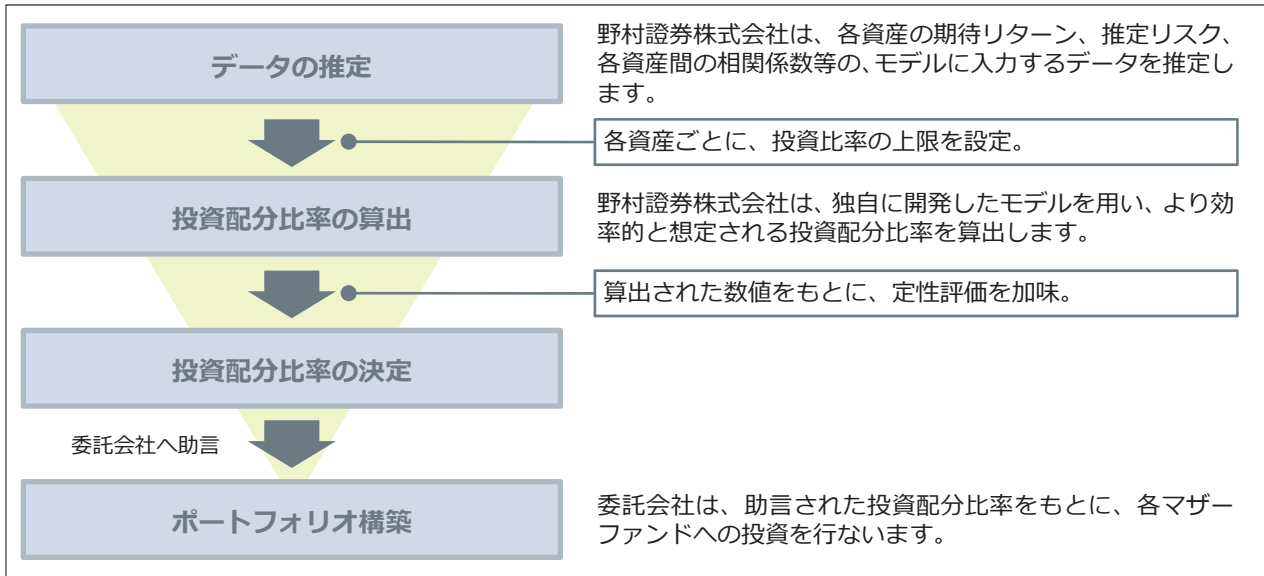 データの推定
野村證券株式会社は、各資産の期待リターン、推定リスク、
各資産間の相関係数等の、モデルに入力するデータを推定し
ます。
各資産ごとに、投資比率の上限を設定。
投資配分比率の算出
野村證券株式会社は、独自に開発したモデルを用い、より効
率的と想定される投資配分比率を算出します。
算出された数値をもとに、定性評価を加味。
投資配分比率の決定
委託会社へ助言
ポートフォリオ構築
委託会社は、助言された投資配分比率をもとに、各マザー
ファンドへの投資を行ないます。